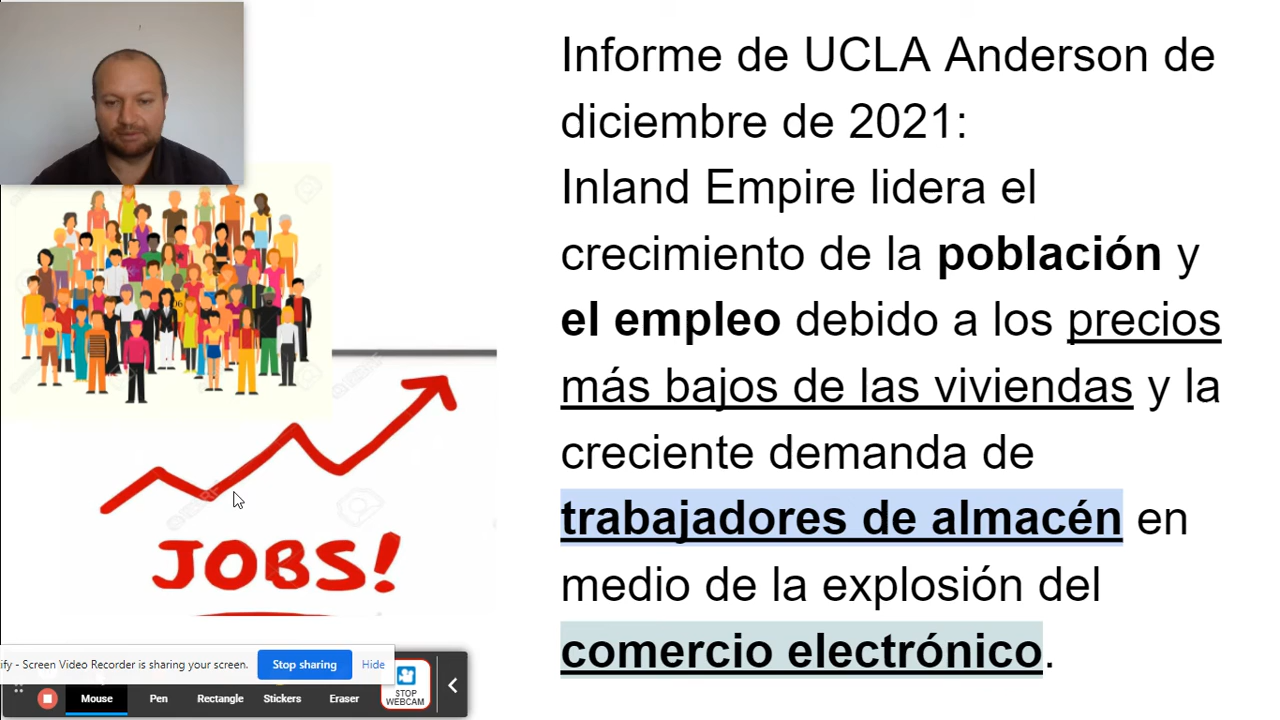 Informe de UCLA Anderson de
diciembre de 2021:
Inland Empire lidera el
crecimiento de la población y
el empleo debido a los precios
más bajos de las viviendas y la
creciente demanda de
trabajadores de almacén en
medio de la explosión del
comercio electrónico.
JOBS!
ify - Screen Video Recorder is sharing your screen.
Stop sharing
Hide
Mouse
Pen
Rectangle
Stickers
Eraser
STOP
WEBCAM